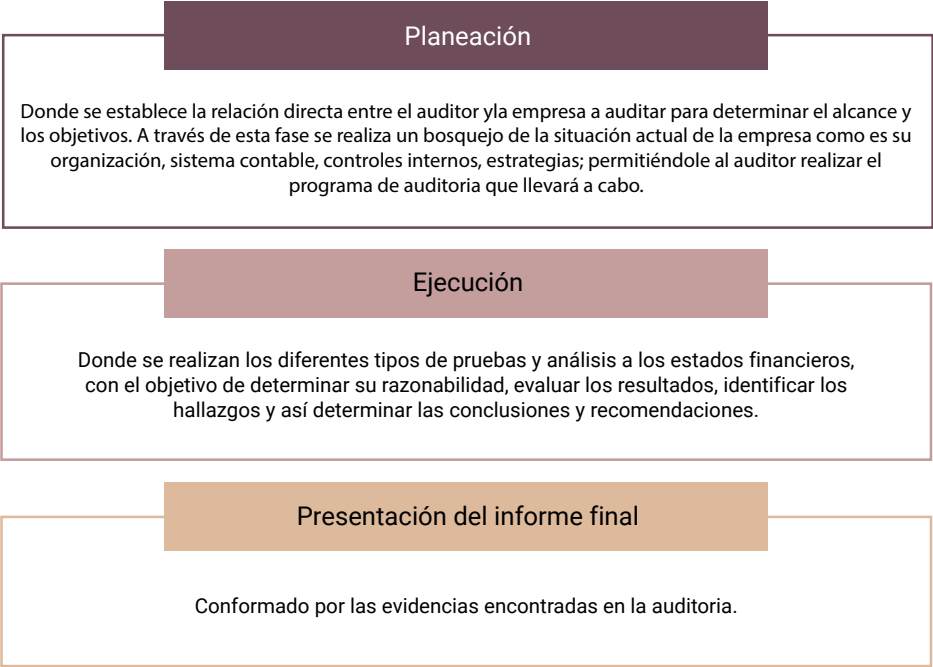 Planeación
Donde se establece la relación directa entre el auditor yla empresa a auditar para determinar el alcance y
los objetivos. A través de esta fase se realiza un bosquejo de la situación actual de la empresa como es su
organización, sistema contable, controles internos, estrategias; permitiéndole al auditor realizar el
programa de auditoria que llevará a cabo.
Ejecución
Donde se realizan los diferentes tipos de pruebas y análisis a los estados financieros,
con el objetivo de determinar su razonabilidad, evaluar los resultados, identificar los
hallazgos y así determinar las conclusiones y recomendaciones.
Presentación del informe final
Conformado por las evidencias encontradas en la auditoria.